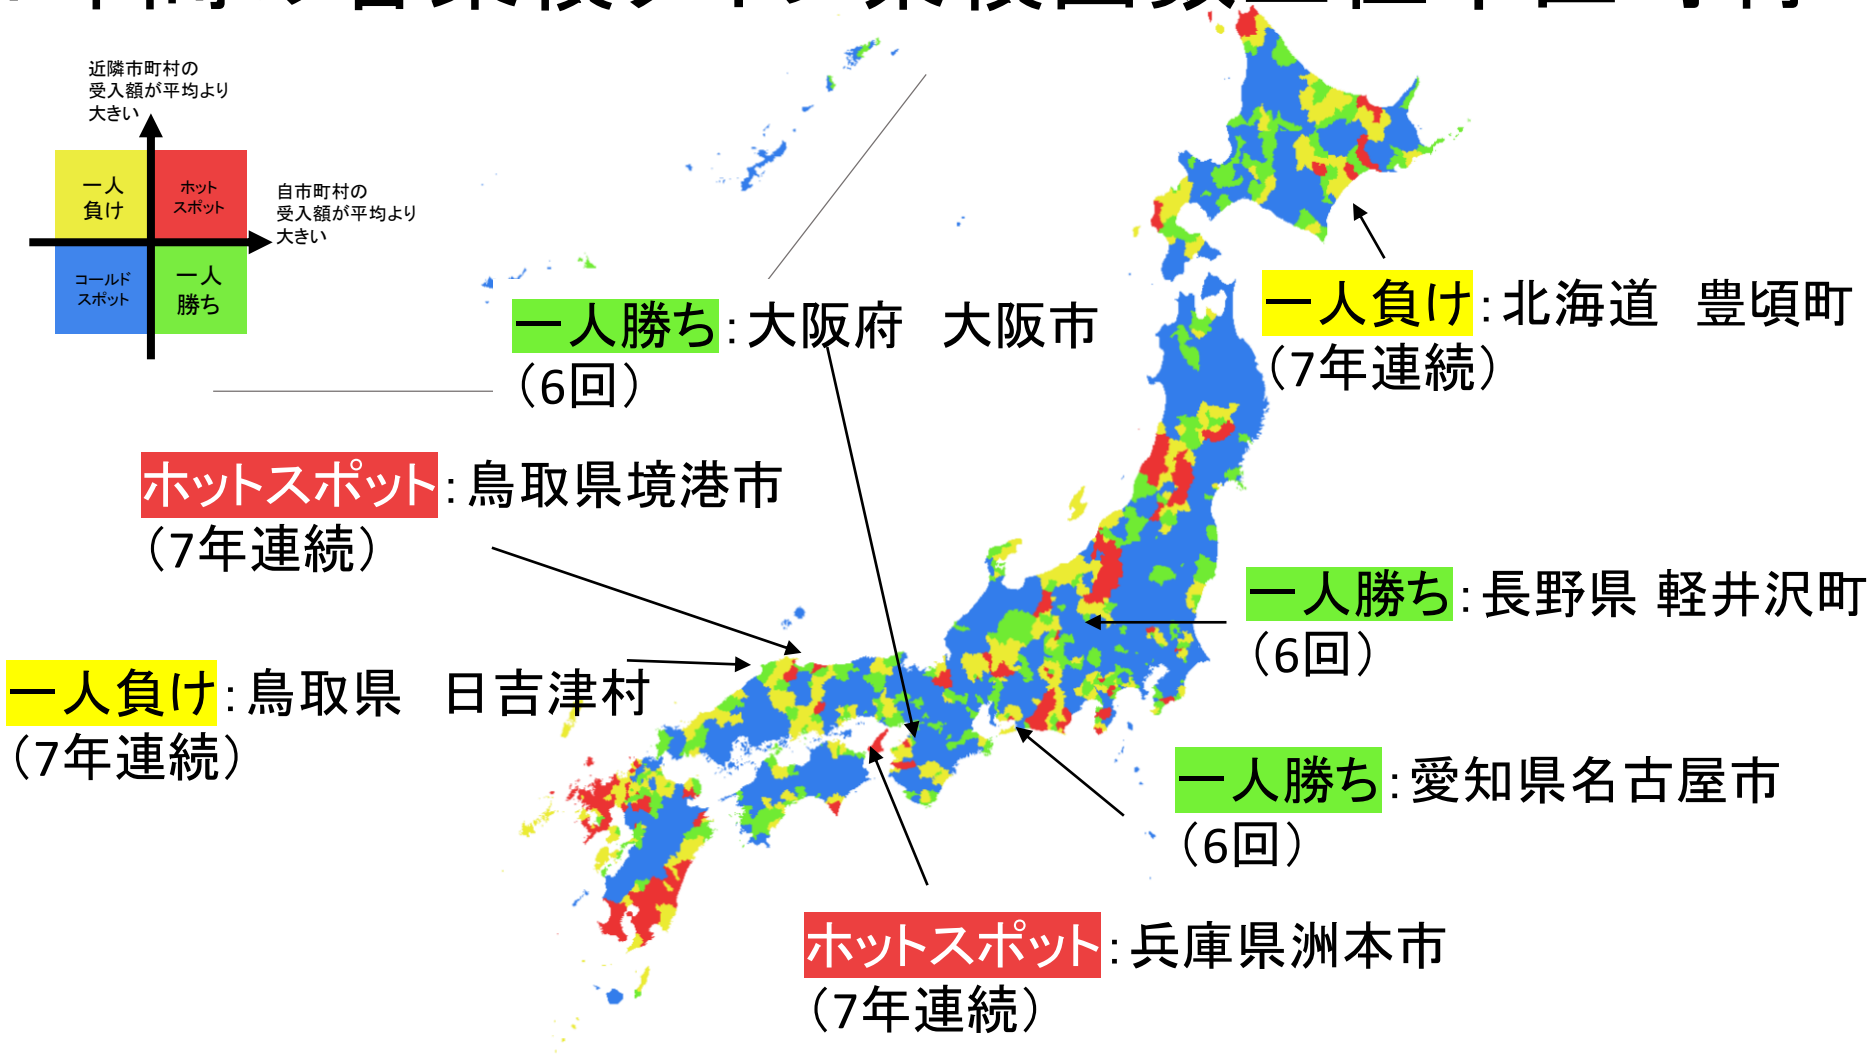 近隣市町村の
受入額が平均より
大きい
一人
負け
ホット
スポット
自市町村の
受入額が平均より
大きい
コールド
スポット
一人
勝ち
一人勝ち:大阪府　大阪市
(6回)
一人負け:北海道　豊頃町
(7年連続)
ホットスポット:鳥取県境港市
(7年連続)
一人勝ち:長野県 軽井沢町
(6回)
一人負け:鳥取県　日吉津村
(7年連続)
一人勝ち:愛知県名古屋市
(6回)
ホットスポット:兵庫県洲本市
(7年連続)